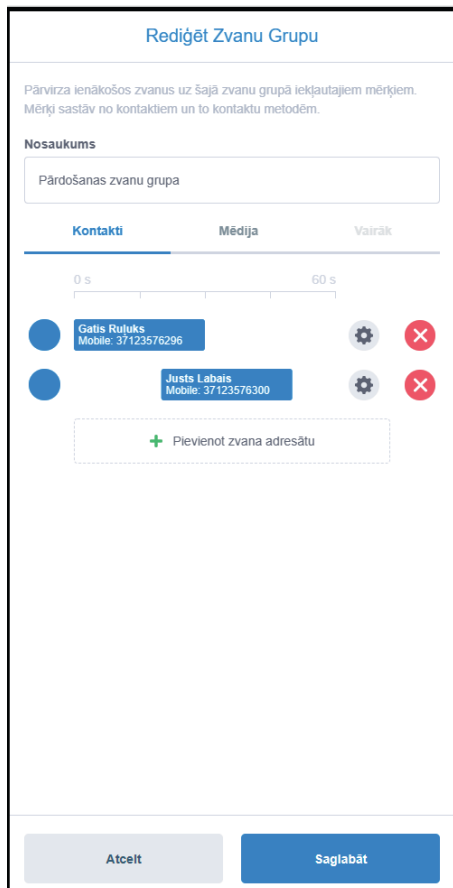 Rediģēt Zvanu Grupu
Pārvirza ienākošos zvanus uz šajā zvanu grupā iekļautajiem mērķiem.
Mērķi sastāv no kontaktiem un to kontaktu metodēm.
Nosaukums
Pārdošanas zvanu grupa
Kontakti Mēdija Vairāk
0 s 60 s
Gatis Ruļuks
Mobile: 37123576296
Justs Labais
Mobile: 37123576300
+ Pievienot zvana adresātu
Atcelt Saglabāt